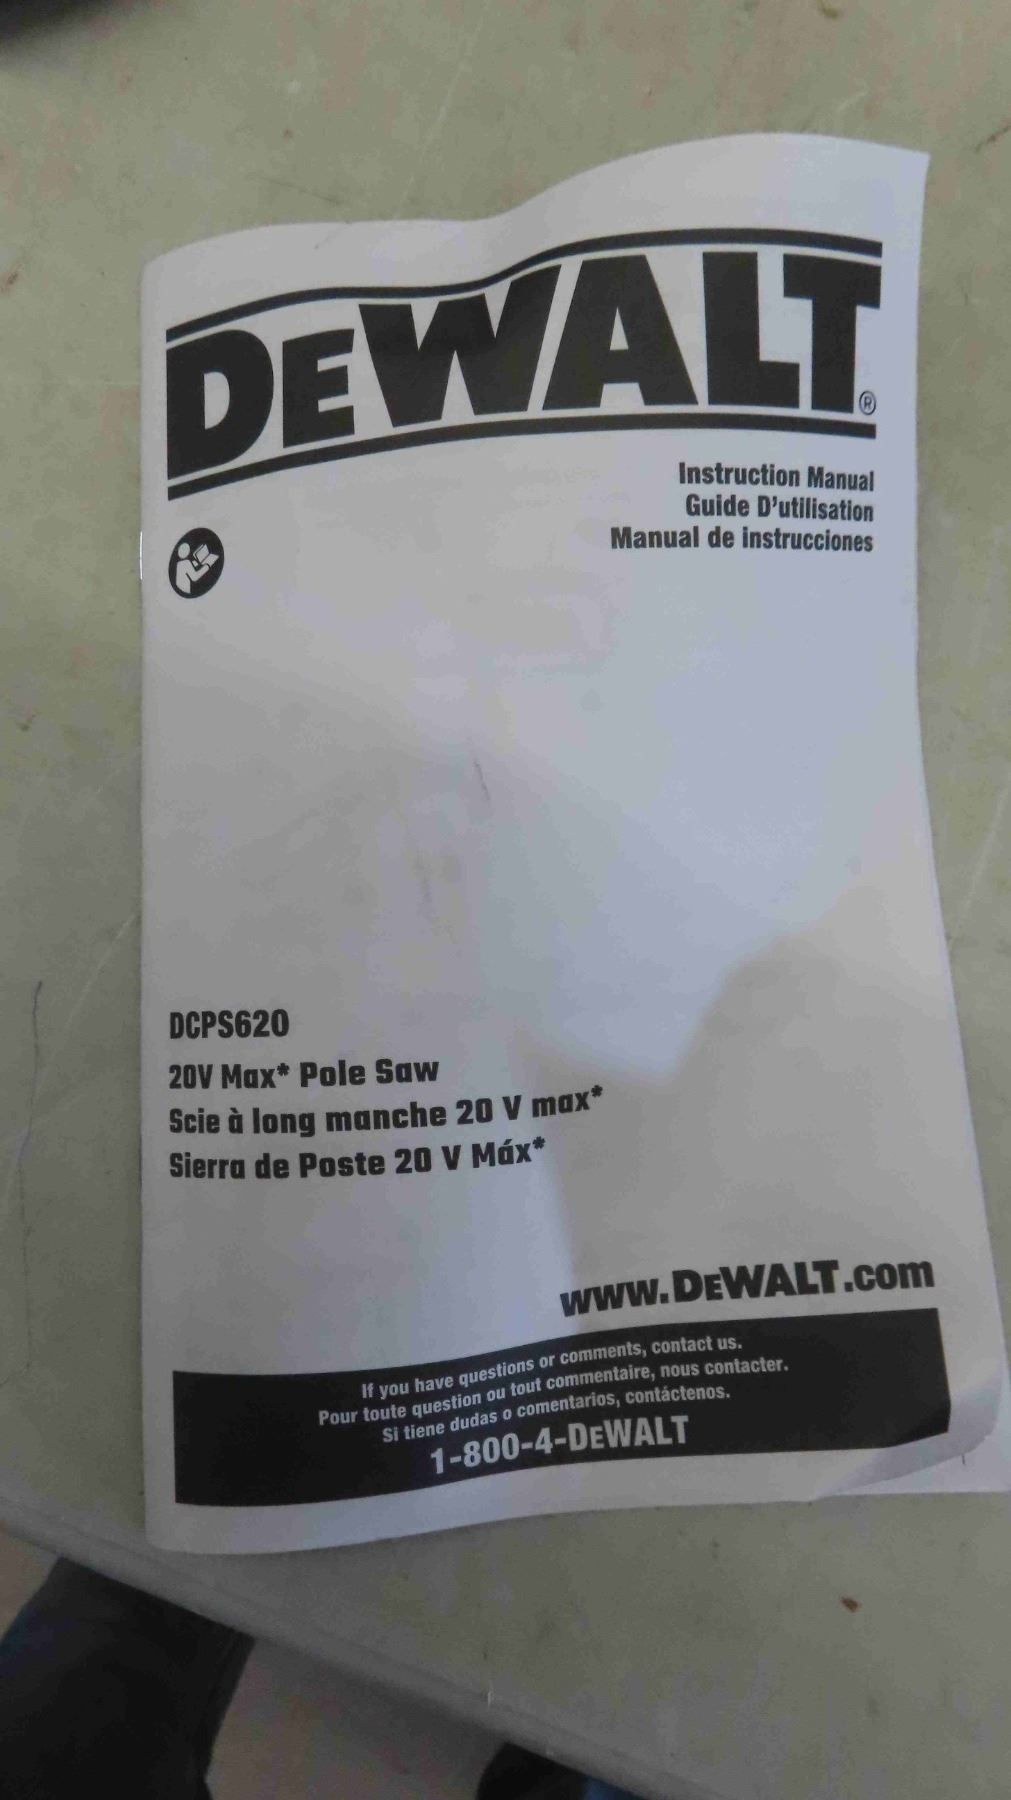 DEWALT®
Instruction Manual
Guide D'utilisation
Manual de instrucciones
DCPS620
20V Max* Pole Saw
Scie à long manche 20 V max*
Sierra de Poste 20 V Máx*
www.DEWALT.com
If you have questions or comments, contact us.
Pour toute question ou tout commentaire, nous contacter.
Si tiene dudas o comentarios, contáctenos.
1-800-4-DEWALT